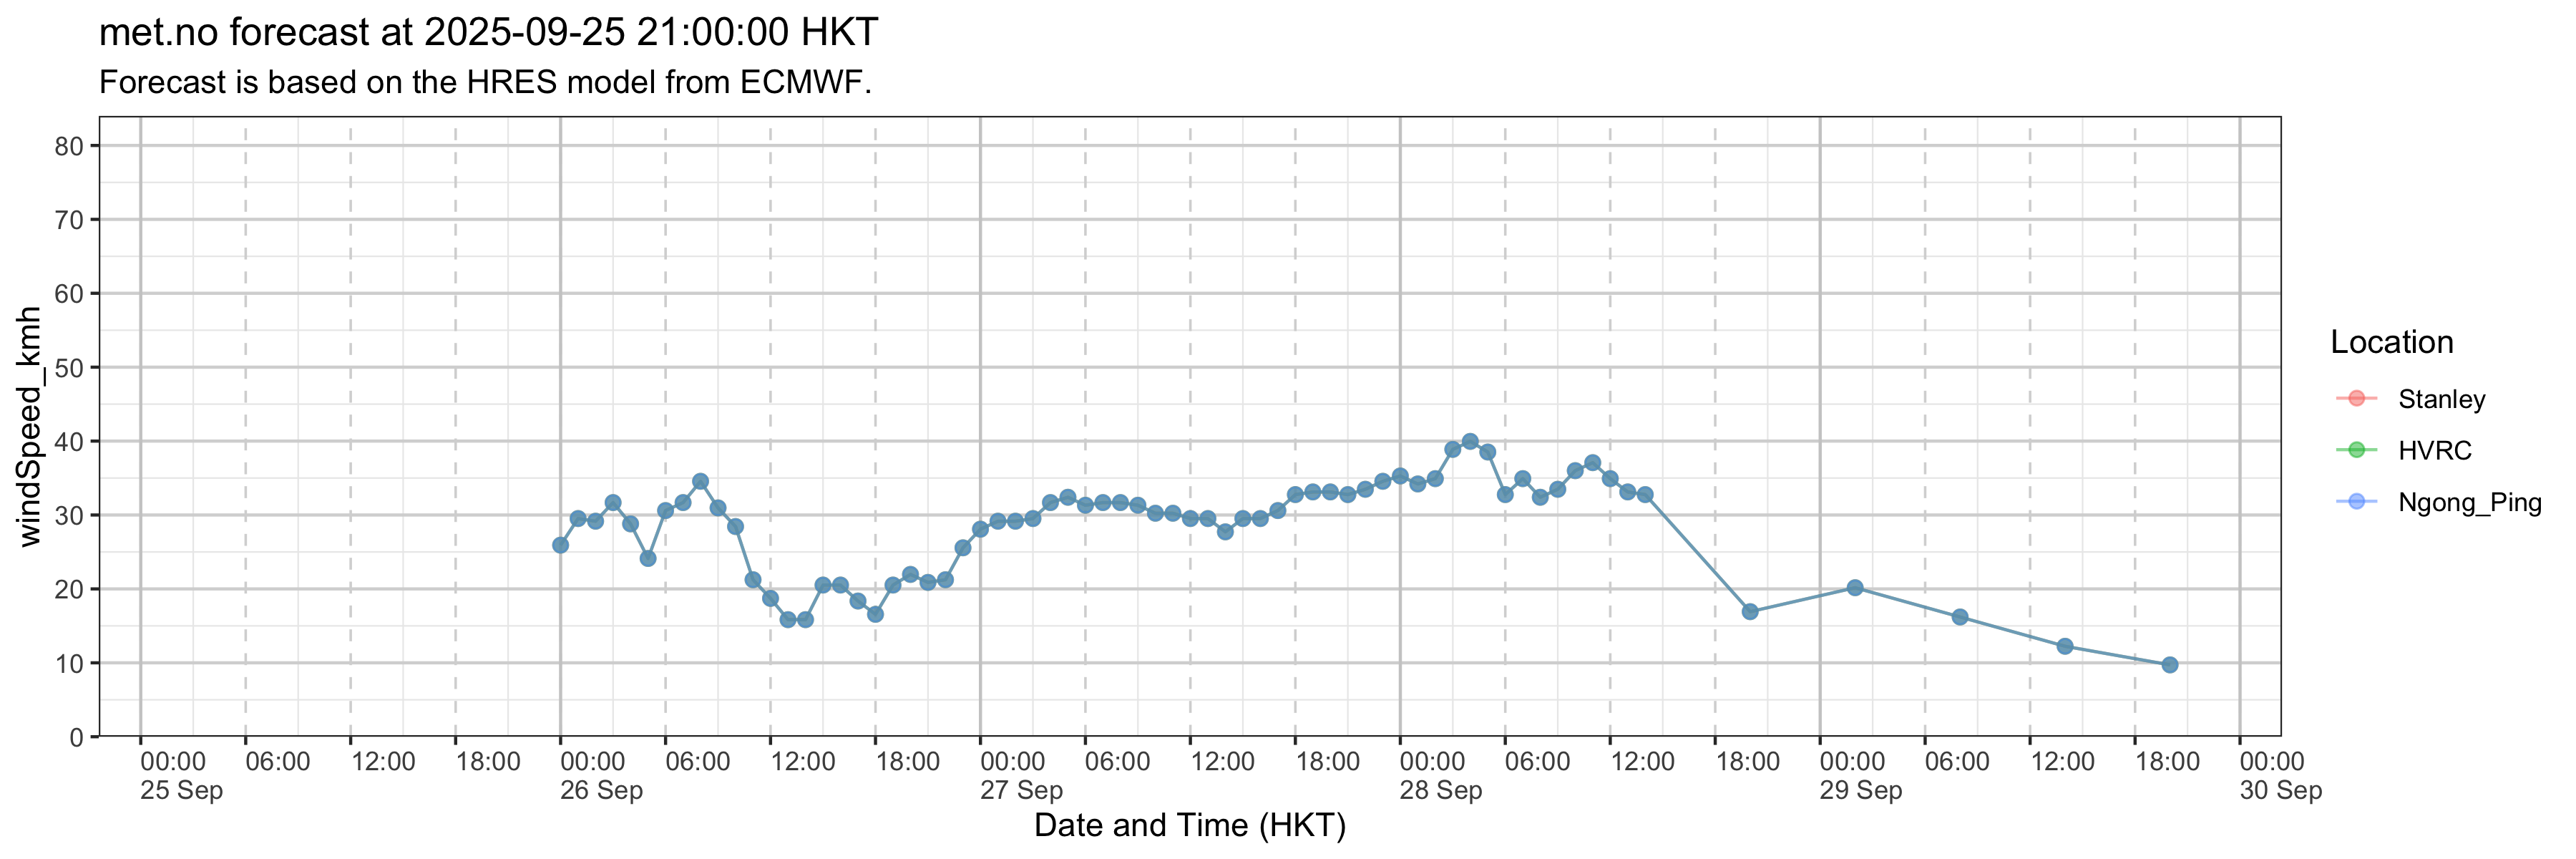 met.no forecast at 2025-09-25 21:00:00 HKT
Forecast is based on the HRES model from ECMWF.
windSpeed_kmh
80
70
60
50
40
30
20
10
0
00:00 06:00 12:00 18:00 00:00 06:00 12:00 18:00 00:00 06:00 12:00 18:00 00:00 06:00 12:00 18:00 00:00 06:00 12:00 18:00 00:00
25 Sep 26 Sep 27 Sep 28 Sep 29 Sep 30 Sep
Date and Time (HKT)
Location
Stanley
HVRC
Ngong_Ping